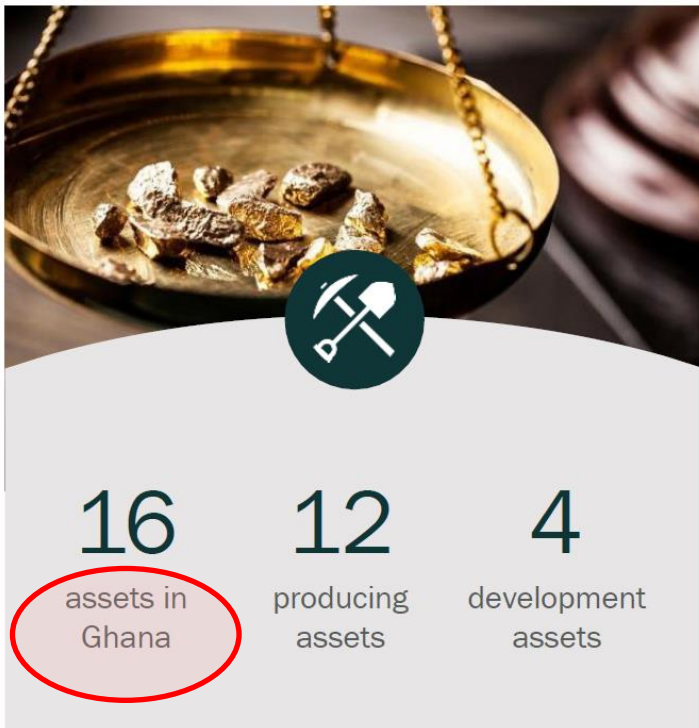 16
assets in
Ghana
12
producing
assets
4
development
assets